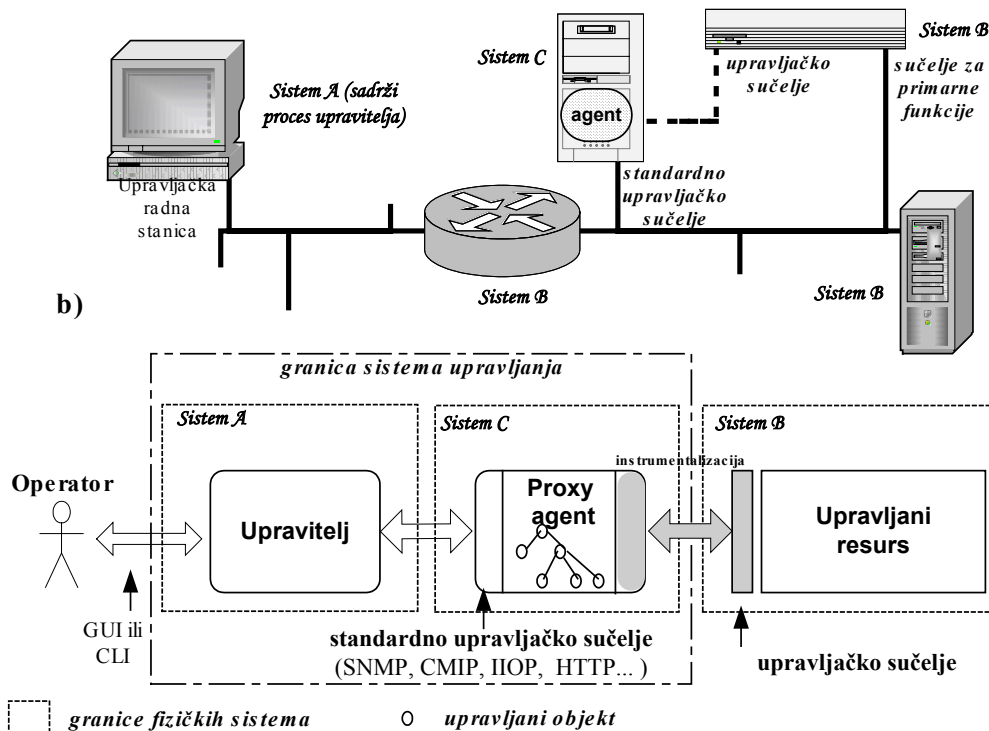 Sistem C
Sistem B
upravljačko
sučelje
sučelje za
primarne
funkcije
Sistem A (sadrži
proces upravitelja)
agent
Upravljačka
radna
stanica
standardno
upravljačko
sučelje
Sistem B
Sistem B
b)
granica sistema upravljanja
Sistem A
Sistem C
Sistem B
instrumentalizacija
Operator
Upravitelj
Proxy
agent
Upravljani
resurs
GUI ili
CLI
standardno upravljačko sučelje
(SNMP, CMIP, IIOP, HTTP... )
upravljačko sučelje
granice fizičkih sistema
upravljani objekt